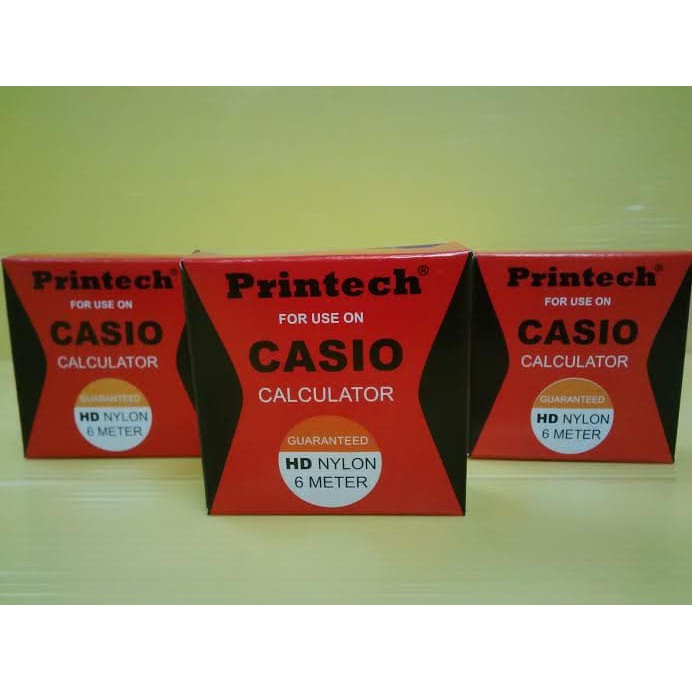 Printech®
FOR USE ON
CASIO
CALCULATOR
GUARANTEED
HD NYLON
6 METER
Printech®
FOR USE ON
CASIO
CALCULATOR
GUARANTEED
HD NYLON
6 METER
Printech®
FOR USE ON
CASIO
CALCULATOR
GUARANTEED
HD NYLON
6 METER